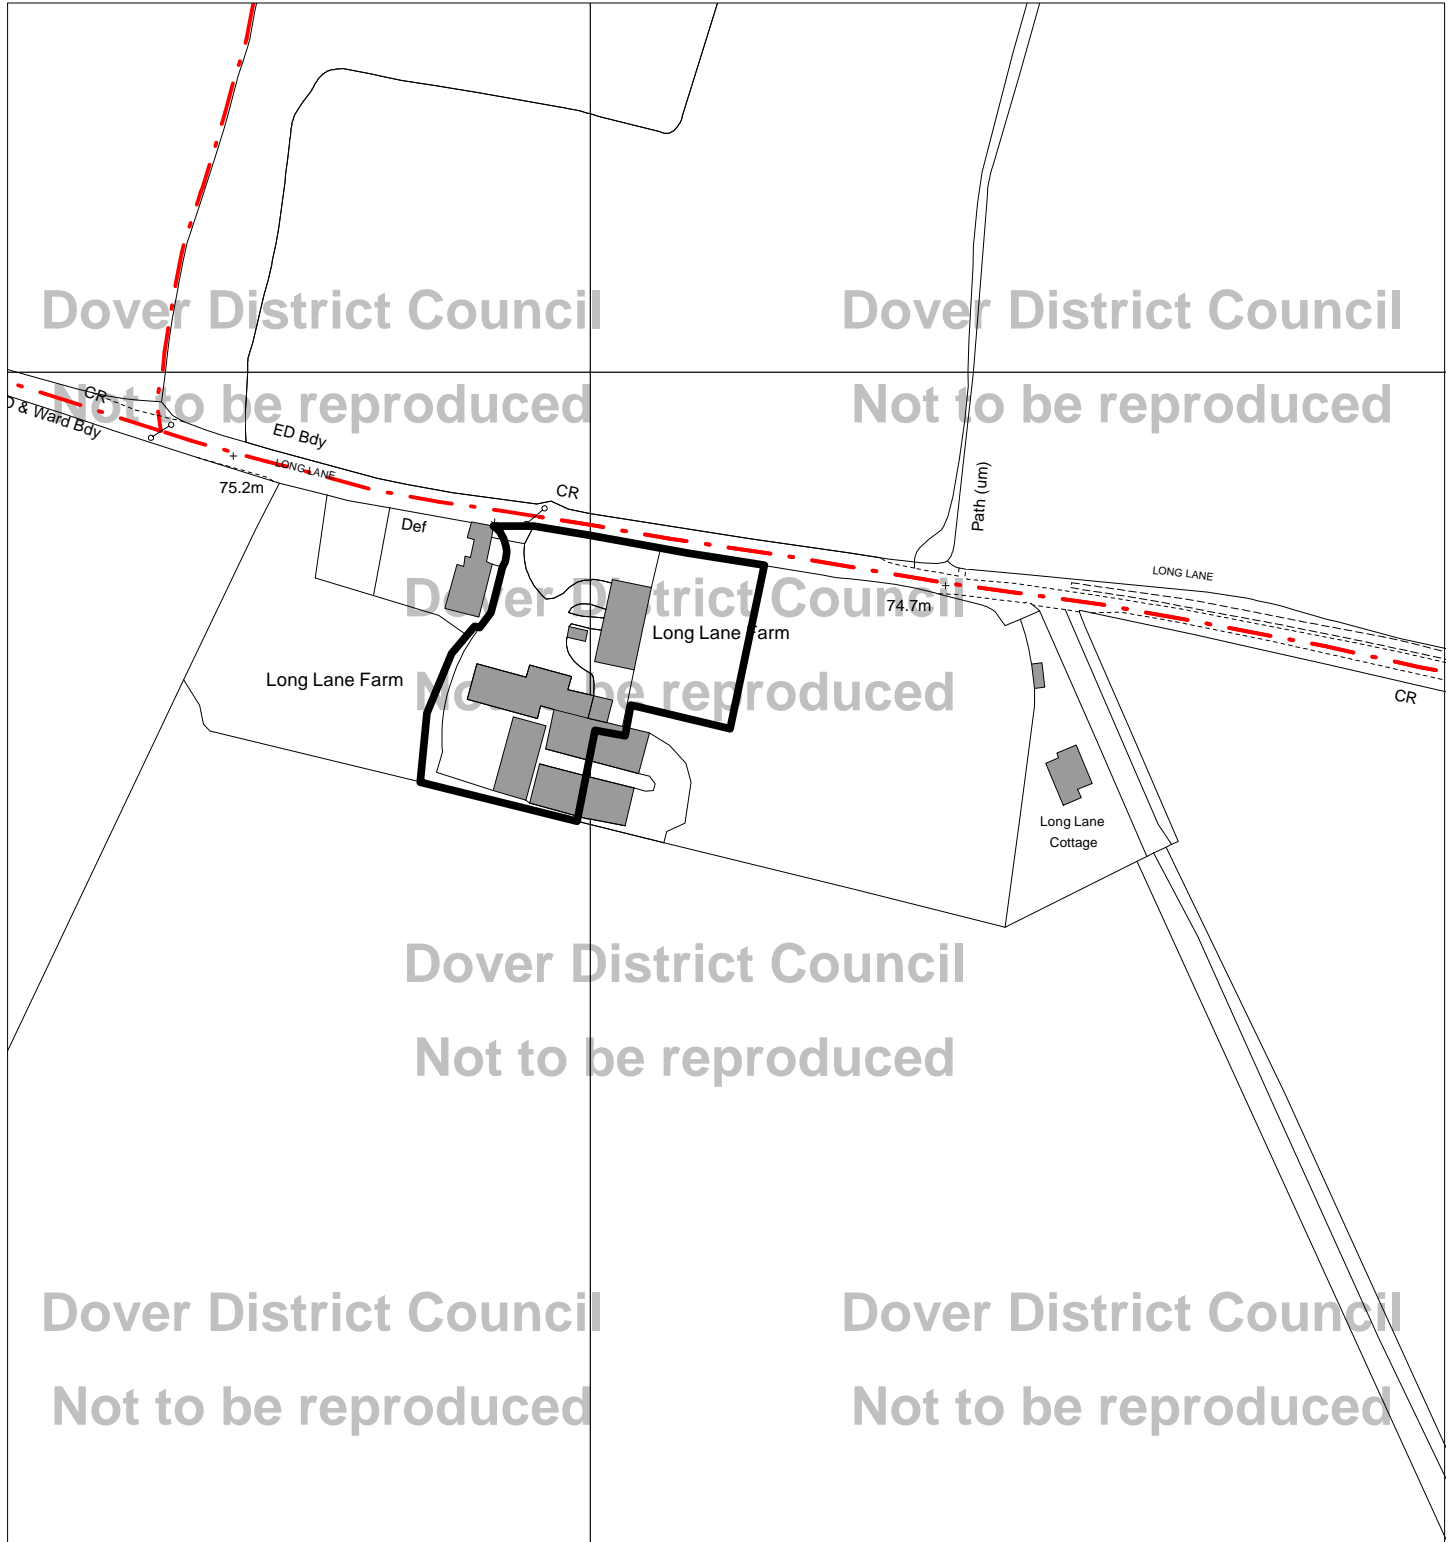 Dover District Council
Dover District Council
CR
Not to be reproduced
Not to be reproduced
& Ward Bdy
ED Bdy
LONG LANE
75.2m
CR
Path (um)
Def
LONG LANE
Dover District Council
74.7m
Long Lane Farm
Long Lane Farm
Not to be reproduced
CR
Long Lane
Cottage
Dover District Council
Not to be reproduced
Dover District Council
Dover District Council
Not to be reproduced
Not to be reproduced